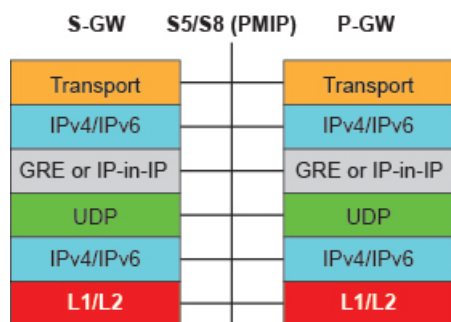 S-GW S5/S8 (PMIP) P-GW
Transport Transport
IPv4/IPv6 IPv4/IPv6
GRE or IP-in-IP GRE or IP-in-IP
UDP UDP
IPv4/IPv6 IPv4/IPv6
L1/L2 L1/L2